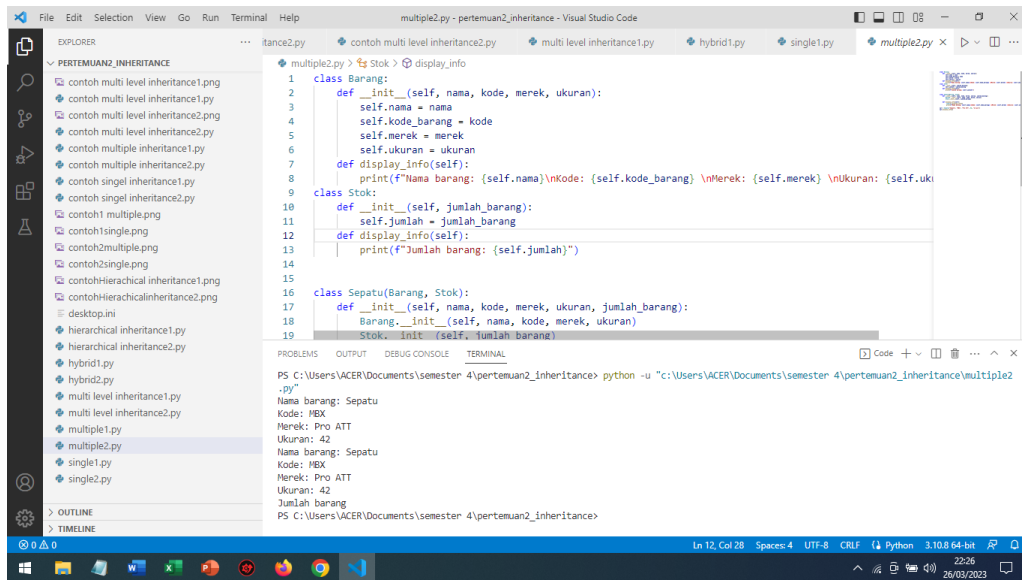 File Edit Selection View Go Run Terminal Help multiple2.py - pertemuan2_inheritance - Visual Studio Code
EXPLORER
PERTEMUAN2_INHERITANCE
contoh multi level inheritance1.png
contoh multi level inheritance1.py
contoh multi level inheritance2.png
contoh multi level inheritance2.py
contoh multiple inheritance1.py
contoh multiple inheritance2.py
contoh singel inheritance1.py
contoh singel inheritance2.py
contoh1 multiple.png
contoh1single.png
contoh2multiple.png
contoh2single.png
contohHierachical inheritance1.png
contohHierachicalinheritance2.png
desktop.ini
hierarchical inheritance1.py
hierarchical inheritance2.py
hybrid1.py
hybrid2.py
multi level inheritance1.py
multi level inheritance2.py
multiple1.py
multiple2.py
single1.py
single2.py
OUTLINE
TIMELINE
itance2.py contoh multi level inheritance2.py multi level inheritance1.py hybrid1.py single1.py multiple2.py
multiple2.py > Stok > display_info
1 class Barang:
2 def __init__(self, nama, kode, merek, ukuran):
3 self.nama = nama
4 self.kode_barang = kode
5 self.merek = merek
6 self.ukuran = ukuran
7 def display_info(self):
8 print(f"Nama barang: {self.nama}\nKode: {self.kode_barang} \nMerek: {self.merek} \nUkuran: {self.uku
9 class Stok:
10 def __init__(self, jumlah_barang):
11 self.jumlah = jumlah_barang
12 def display_info(self):
13 print(f"Jumlah barang: {self.jumlah}")
14
15
16 class Sepatu(Barang, Stok):
17 def __init__(self, nama, kode, merek, ukuran, jumlah_barang):
18 Barang.__init__(self, nama, kode, merek, ukuran)
19 Stok.__init__(self, jumlah_barang)
PROBLEMS OUTPUT DEBUG CONSOLE TERMINAL Code
PS C:\Users\ACER\Documents\semester 4\pertemuan2_inheritance> python -u "c:\Users\ACER\Documents\semester 4\pertemuan2_inheritance\multiple2
.py"
Nama barang: Sepatu
Kode: MBX
Merek: Pro ATT
Ukuran: 42
Nama barang: Sepatu
Kode: MBX
Merek: Pro ATT
Ukuran: 42
Jumlah barang
PS C:\Users\ACER\Documents\semester 4\pertemuan2_inheritance>
0 0 Ln 12, Col 28 Spaces: 4 UTF-8 CRLF Python 3.10.8 64-bit
22:26
26/03/2023